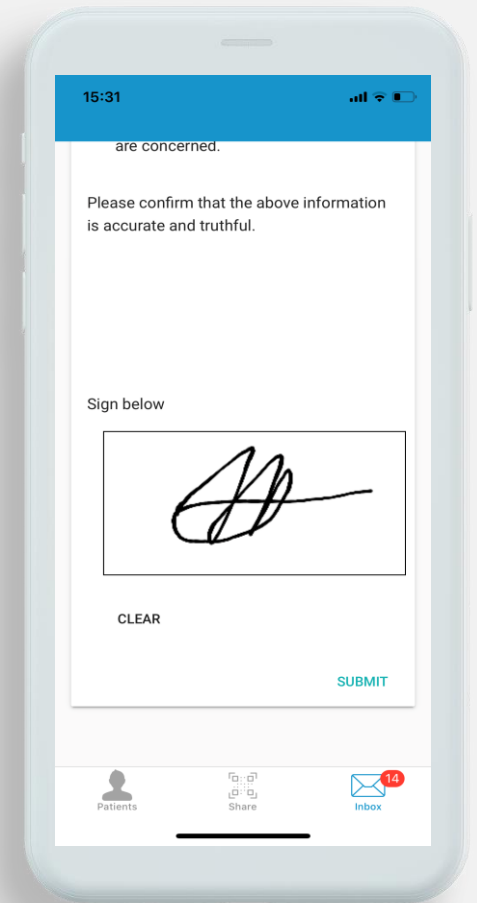 15:31
are concerned.
Please confirm that the above information
is accurate and truthful.
Sign below
CLEAR
SUBMIT
14
Patients
Share
Inbox